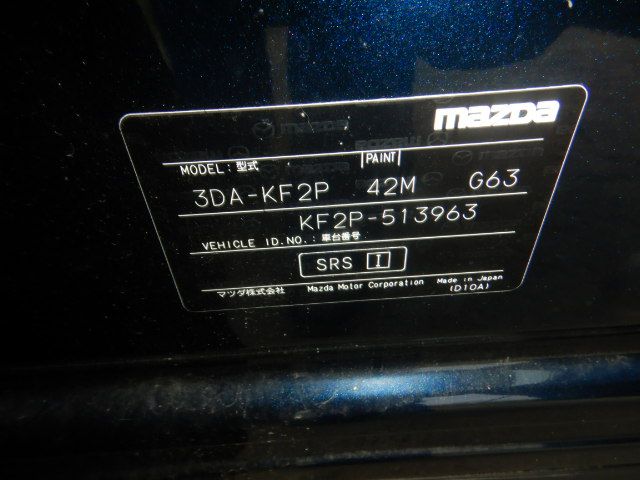 mazda
MODEL: 型式 PAINT
3DA-KF2P 42M G63
KF2P-513963
VEHICLE ID.NO.: 車台番号
SRS I
マツダ株式会社 Mazda Motor Corporation Made in Japan
(D10A)